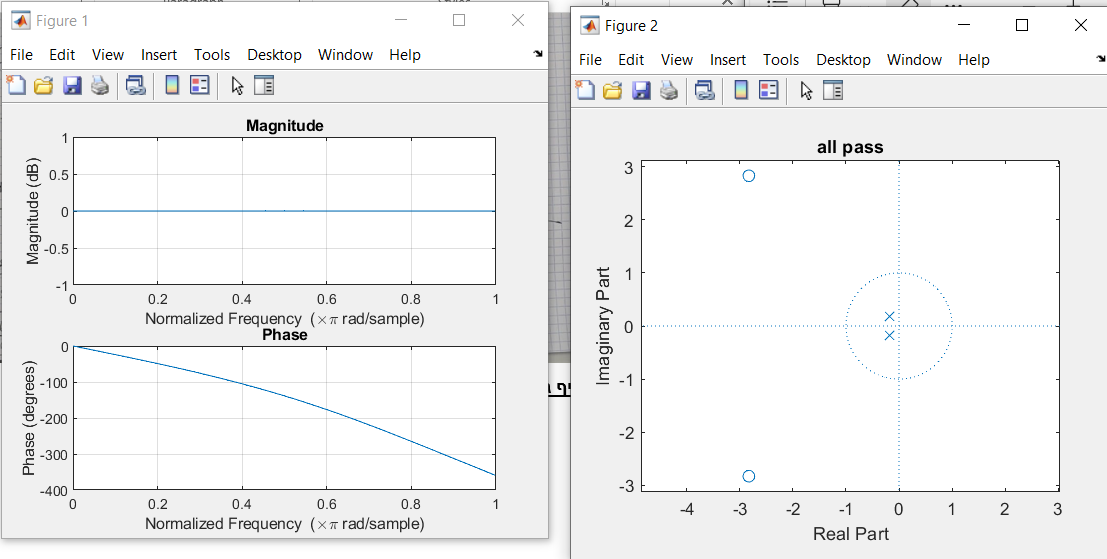 Figure 1
File Edit View Insert Tools Desktop Window Help
Magnitude
Magnitude (dB)
1
0.5
0
-0.5
-1
0 0.2 0.4 0.6 0.8 1
Normalized Frequency (×π rad/sample)
Phase
Phase (degrees)
0
-100
-200
-300
-400
0 0.2 0.4 0.6 0.8 1
Normalized Frequency (×π rad/sample)
Figure 2
File Edit View Insert Tools Desktop Window Help
all pass
Imaginary Part
3
2
1
0
-1
-2
-3
-4 -3 -2 -1 0 1 2 3
Real Part